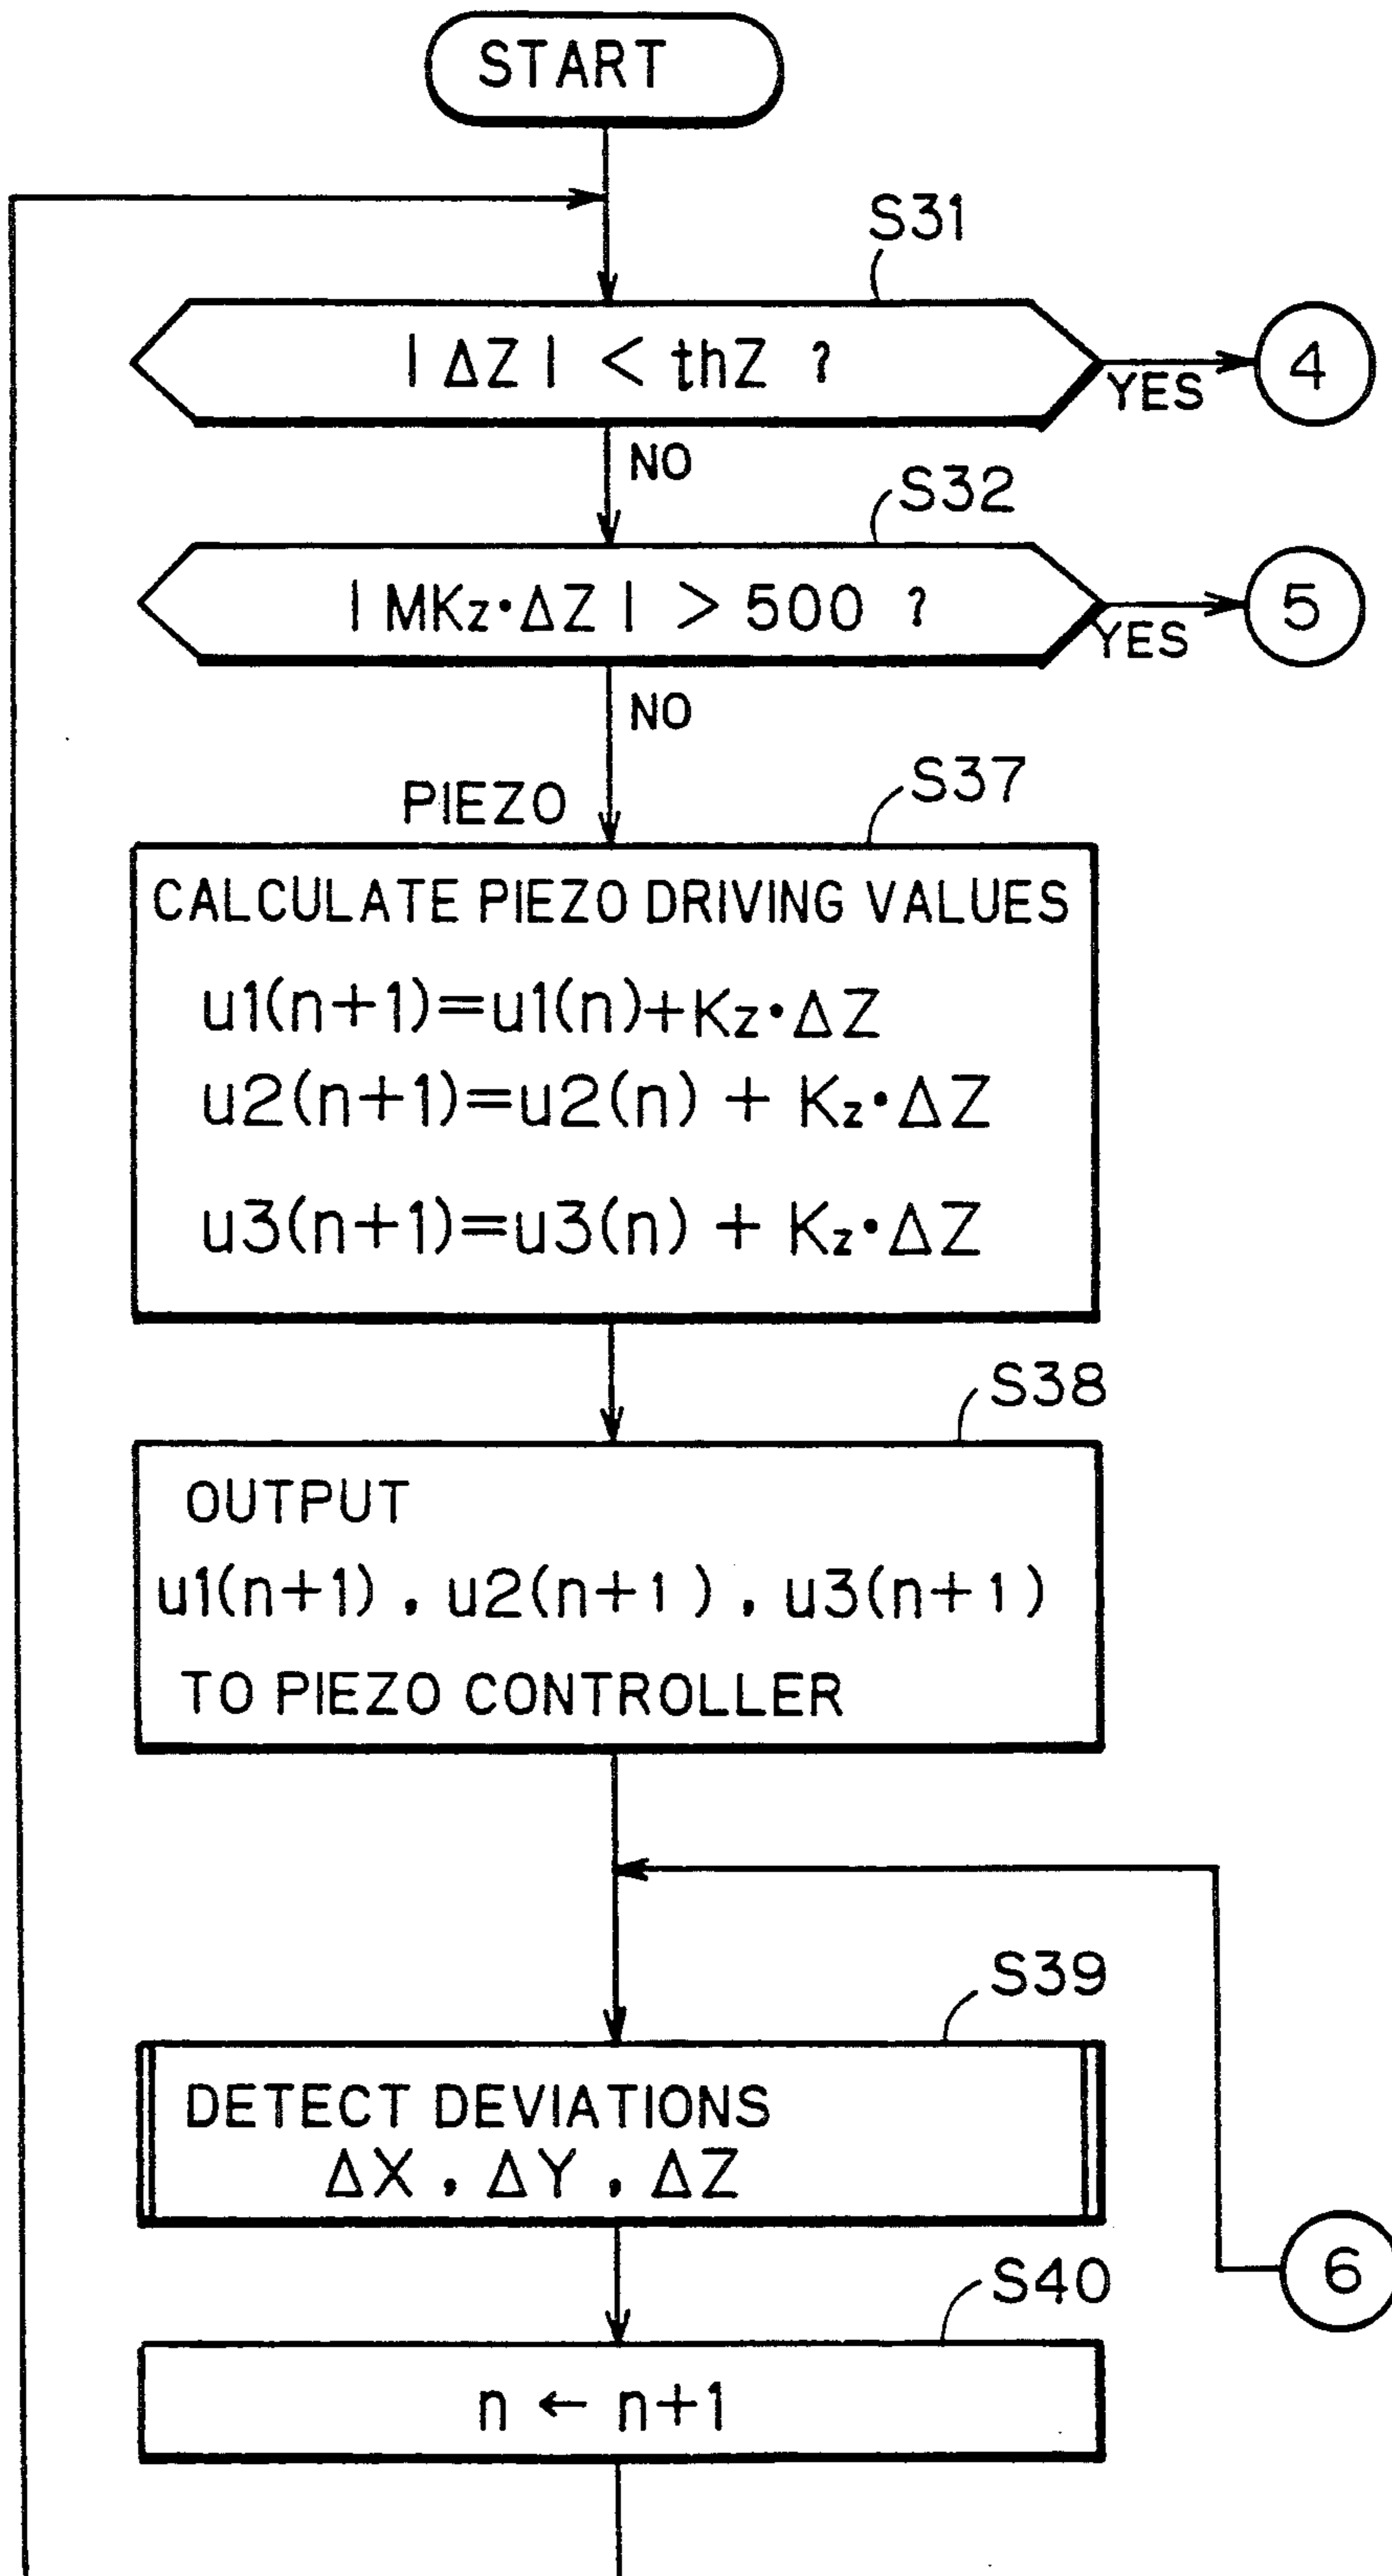 START
S31
| ΔZ | < thZ ?
YES
4
NO
S32
| MKz·ΔZ | > 500 ?
YES
5
NO
PIEZO
S37
CALCULATE PIEZO DRIVING VALUES
u1(n+1)=u1(n)+Kz·ΔZ
u2(n+1)=u2(n) + Kz·ΔZ
u3(n+1)=u3(n) + Kz·ΔZ
S38
OUTPUT
u1(n+1) , u2(n+1) , u3(n+1)
TO PIEZO CONTROLLER
S39
DETECT DEVIATIONS
ΔX , ΔY , ΔZ
6
S40
n ← n+1